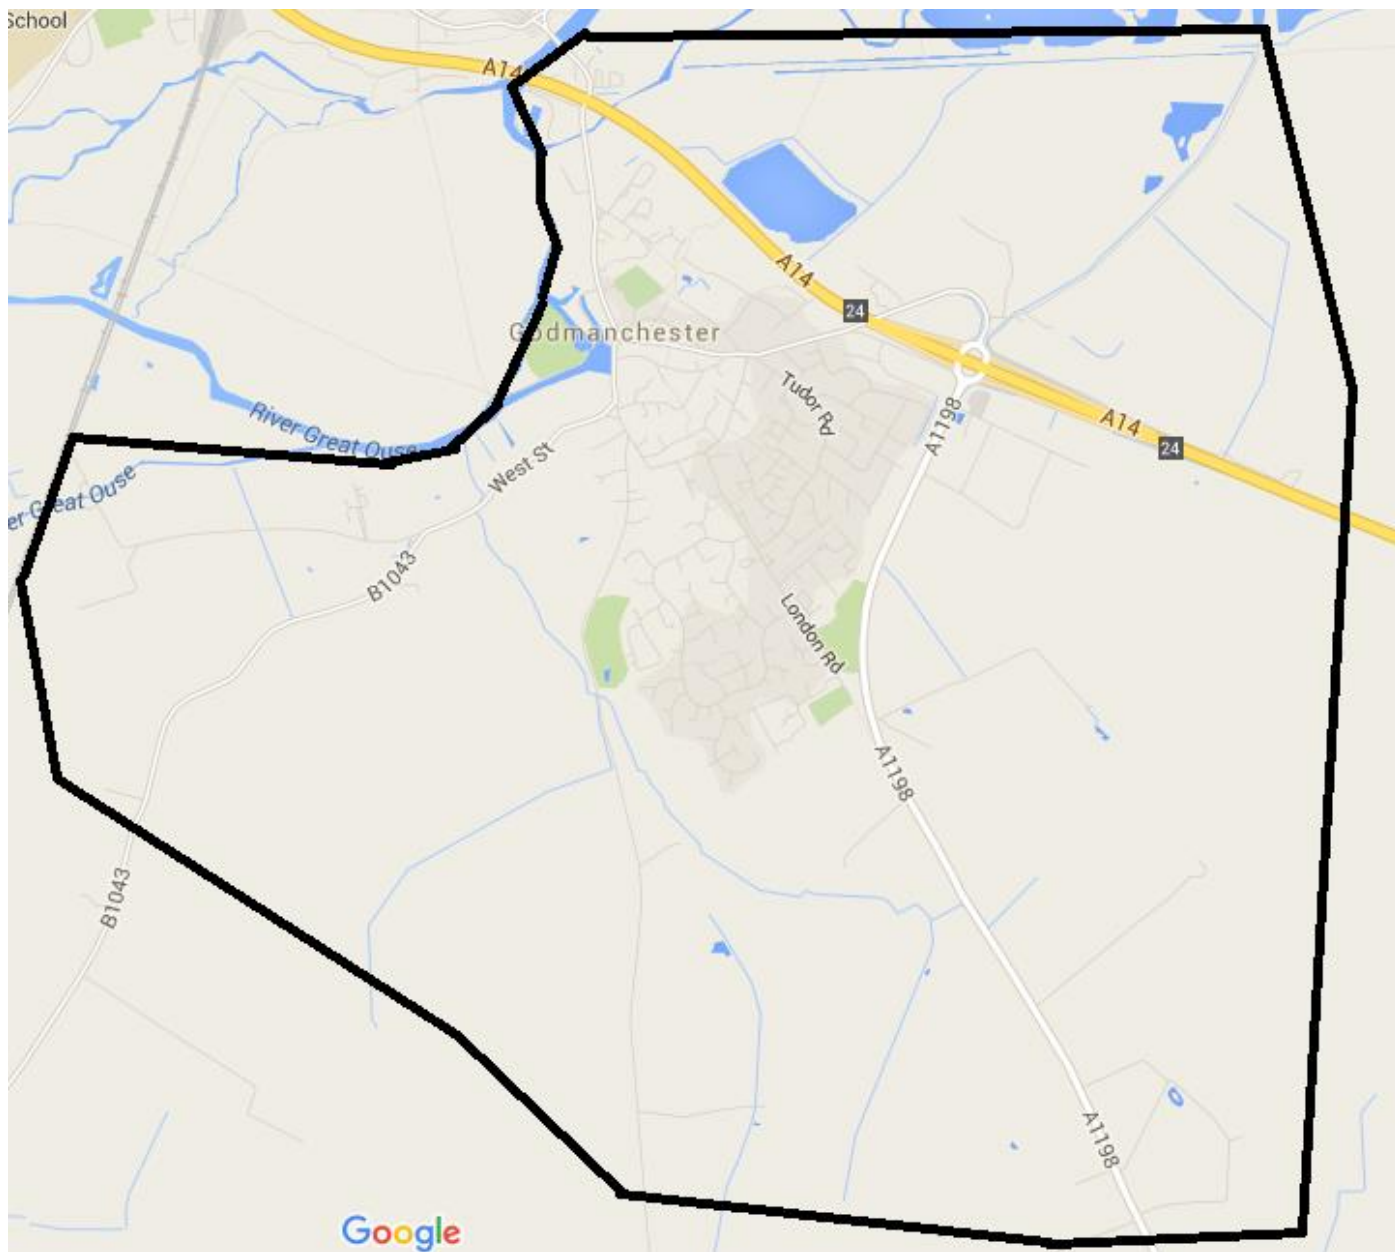 School
A14
A14
24
Godmanchester
Tudor Rd
A1198
A14
24
River Great Ouse
West St
er Great Ouse
B1043
London Rd
A1198
B1043
A1198
Google